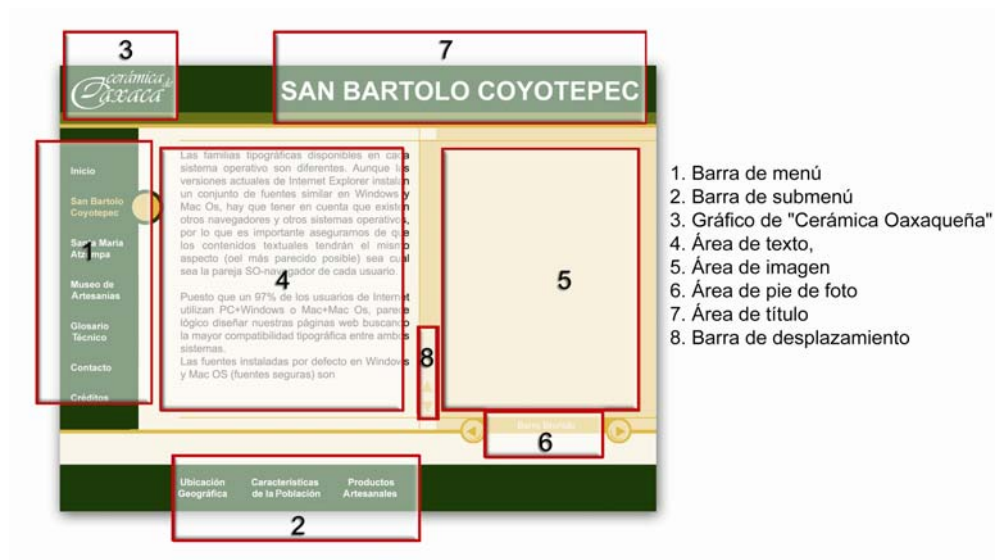 3
7
cerámica de
Oaxaca
SAN BARTOLO COYOTEPEC
Inicio
San Bartolo
Coyotepec
Santa Maria
Atzompa
1
Museo de
Artesanias
Glosario
Técnico
Contacto
Créditos
Las familias tipográficas disponibles en cada
sistema operativo son diferentes. Aunque las
versiones actuales de Internet Explorer instalan
un conjunto de fuentes similar en Windows y
Mac Os, hay que tener en cuenta que existen
otros navegadores y otros sistemas operativos,
por lo que es importante asegurarnos de que
los contenidos textuales tendrán el mismo
aspecto (oel más parecido posible) sea cual
sea la pareja SO-navegador de cada usuario.
4
Puesto que un 97% de los usuarios de Internet
utilizan PC+Windows o Mac+Mac Os, parece
lógico diseñar nuestras páginas web buscando
la mayor compatibilidad tipográfica entre ambos
sistemas.
Las fuentes instaladas por defecto en Windows
y Mac OS (fuentes seguras) son
8
5
Barro
6
Ubicación
Geográfica
Características
de la Población
Productos
Artesanales
2
1. Barra de menú
2. Barra de submenú
3. Gráfico de "Cerámica Oaxaqueña"
4. Área de texto,
5. Área de imagen
6. Área de pie de foto
7. Área de título
8. Barra de desplazamiento